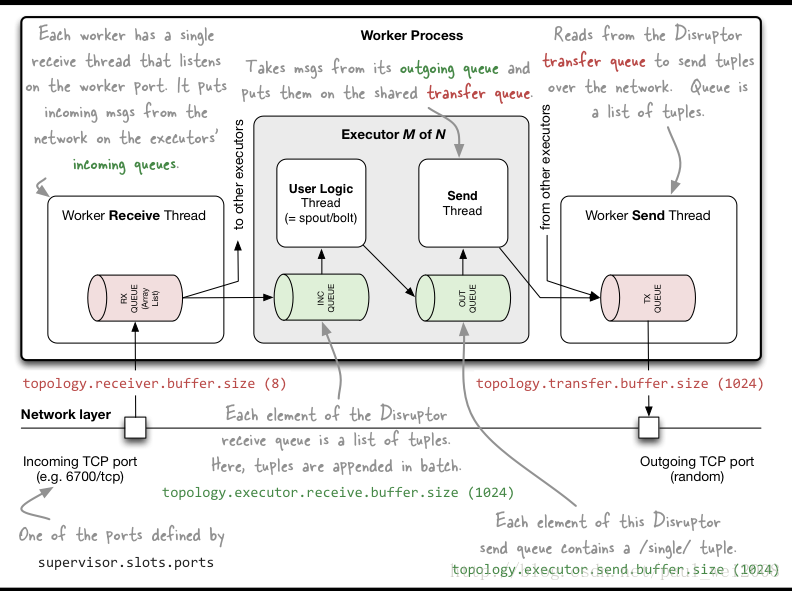 Each worker has a single
receive thread that listens
on the worker port. It puts
incoming msgs from the
network on the executors'
incoming queues.
Worker Process
Takes msgs from its outgoing queue and
puts them on the shared transfer queue.
Reads from the Disruptor
transfer queue to send tuples
over the network. Queue is
a list of tuples.
to other executors
Executor M of N
from other executors
Worker Receive Thread
User Logic
Thread
(= spout/bolt)
Send
Thread
Worker Send Thread
RX
QUEUE
(Array
List)
INC
QUEUE
OUT
QUEUE
TX
QUEUE
topology.receiver.buffer.size (8)
topology.transfer.buffer.size (1024)
Network layer
Each element of the Disruptor
receive queue is a list of tuples.
Here, tuples are appended in batch.
topology.executor.receive.buffer.size (1024)
Incoming TCP port
(e.g. 6700/tcp)
Outgoing TCP port
(random)
One of the ports defined by
supervisor.slots.ports
Each element of this Disruptor
send queue contains a /single/ tuple.
topology.executor.send.buffer.size (1024)